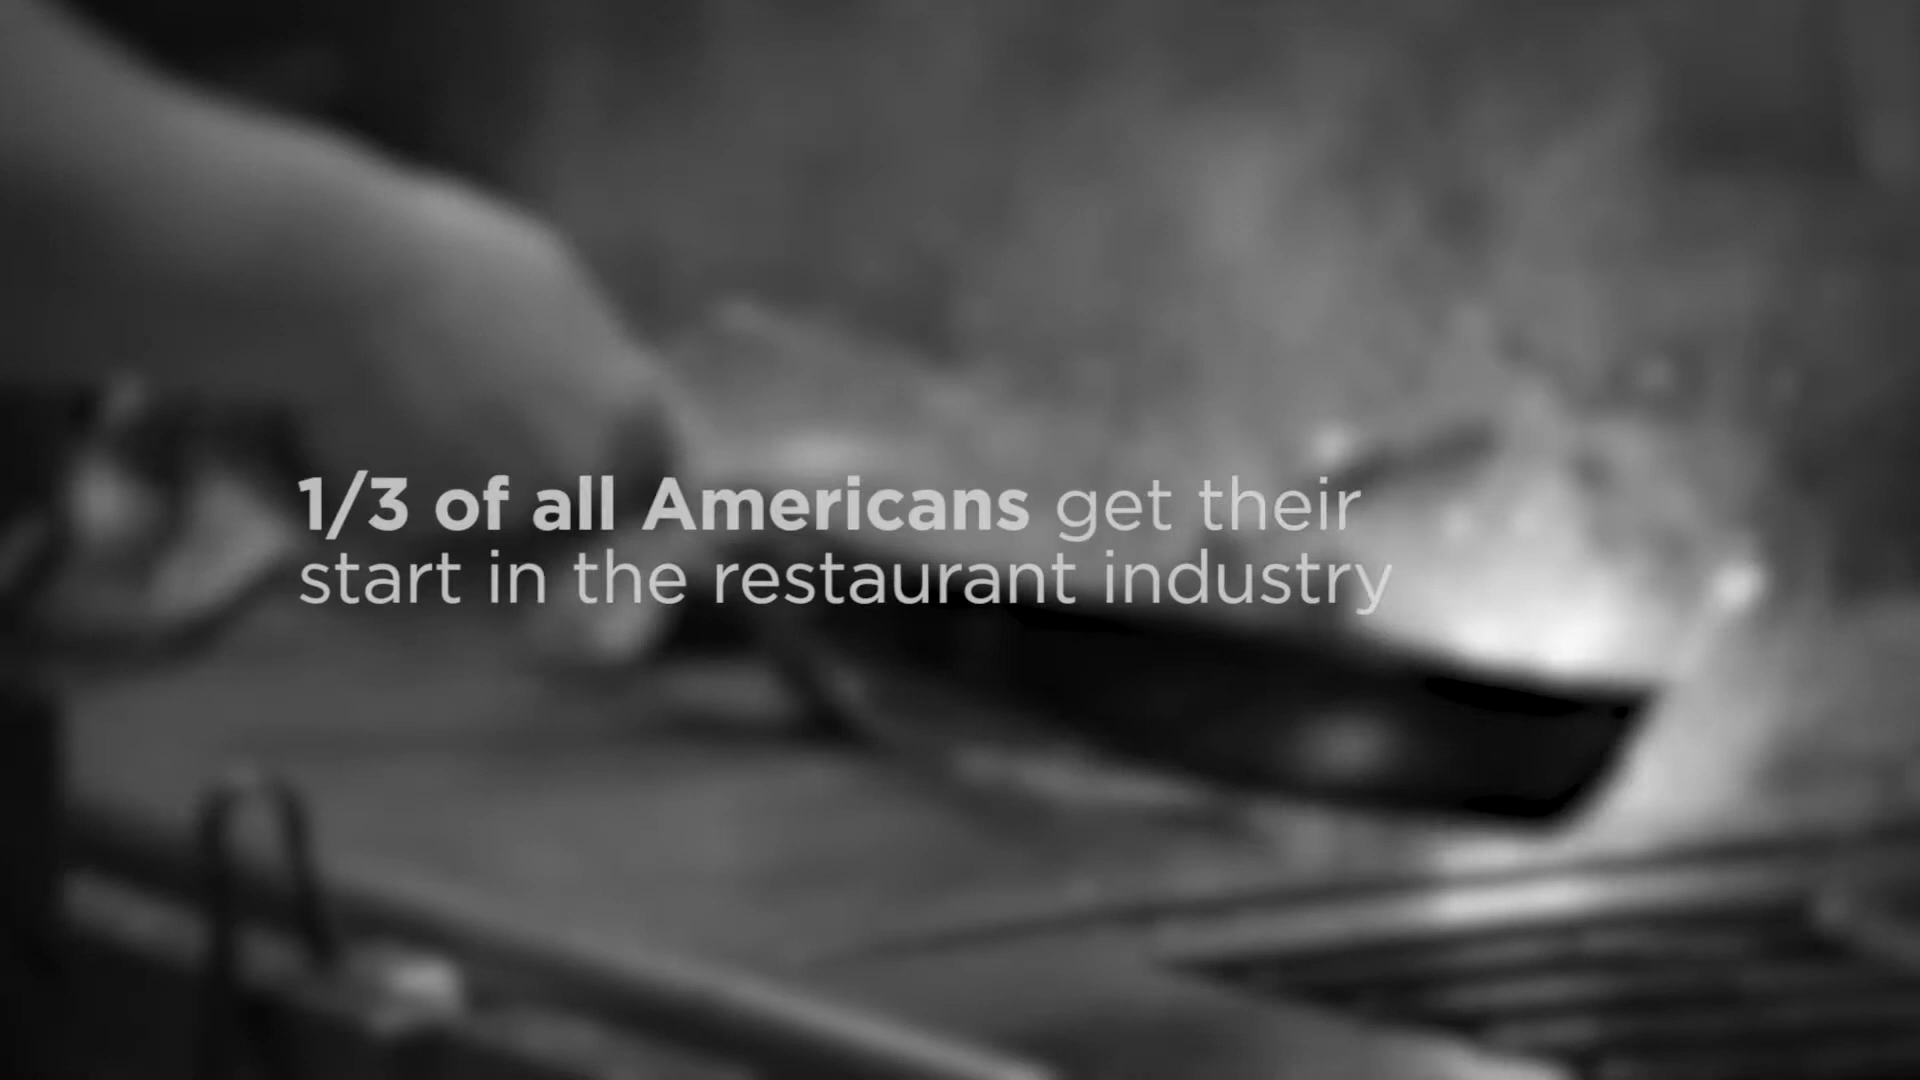 1/3 of all Americans get their
start in the restaurant industry